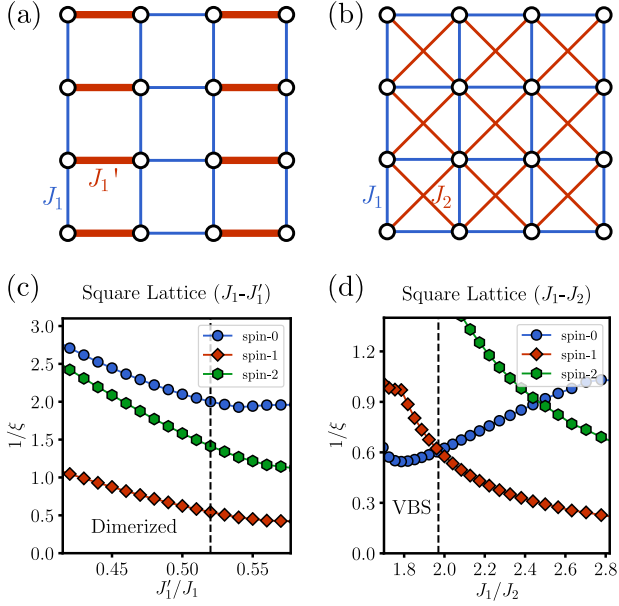 (a)
(b)
J₁
J₁'
J₁
J₂
(c)
(d)
Square Lattice (J₁-J₁′)
Square Lattice (J₁-J₂)
3.0
2.5
2.0
1.5
1.0
0.5
0.0
1/ξ
spin-0
spin-1
spin-2
Dimerized
0.45
0.50
0.55
J₁′/J₁
1.2
0.9
0.6
0.3
0.0
1/ξ
spin-0
spin-1
spin-2
VBS
1.8
2.0
2.2
2.4
2.6
2.8
J₁/J₂